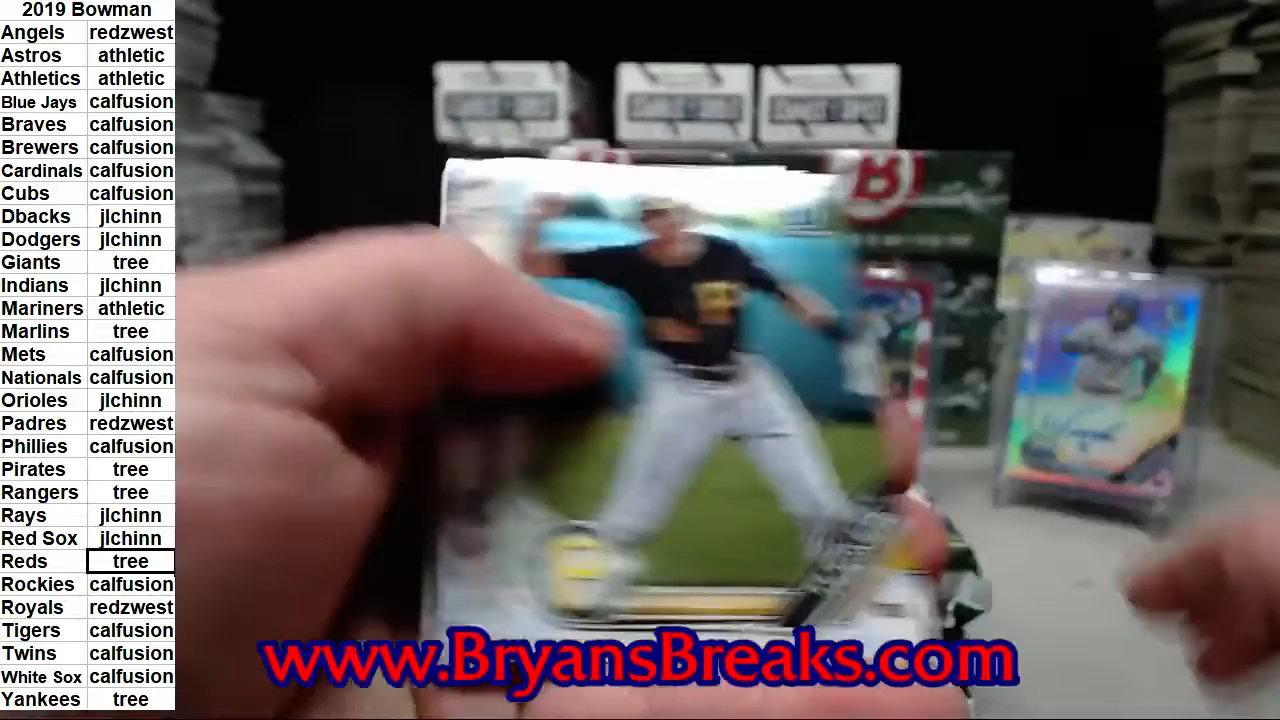 2019 Bowman
Angels redzwest
Astros athletic
Athletics athletic
Blue Jays calfusion
Braves calfusion
Brewers calfusion
Cardinals calfusion
Cubs calfusion
Dbacks jlchinn
Dodgers jlchinn
Giants tree
Indians jlchinn
Mariners athletic
Marlins tree
Mets calfusion
Nationals calfusion
Orioles jlchinn
Padres redzwest
Phillies calfusion
Pirates tree
Rangers tree
Rays jlchinn
Red Sox jlchinn
Reds tree
Rockies calfusion
Royals redzwest
Tigers calfusion
Twins calfusion
White Sox calfusion
Yankees tree
B
www.BryansBreaks.com